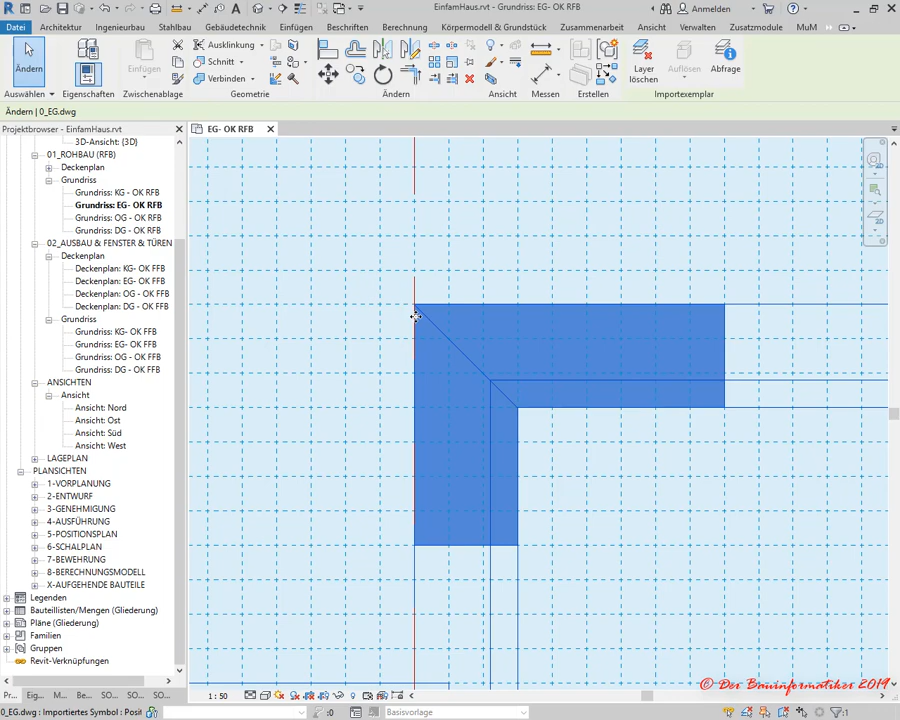 EinfamHaus.rvt - Grundriss: EG - OK RFB
Anmelden
Datei Architektur Ingenieurbau Stahlbau Gebäudetechnik Einfügen Beschriften Berechnung Körpermodell & Grundstück Zusammenarbeit Ansicht Verwalten Zusatzmodule MuM Ändern
Ändern
Einfügen
Ausklinkung
Schnitt
Verbinden
Layer löschen
Auflösen
Abfrage
Auswählen Eigenschaften Zwischenablage Geometrie Ändern Ansicht Messen Erstellen Importexemplar
Ändern | 0_EG.dwg
Projektbrowser - EinfamHaus.rvt
EG- OK RFB
3D-Ansicht: {3D}
01_ROHBAU (RFB)
Deckenplan
Grundriss
Grundriss: KG - OK RFB
Grundriss: EG- OK RFB
Grundriss: OG - OK RFB
Grundriss: DG - OK RFB
02_AUSBAU & FENSTER & TÜREN
Deckenplan
Deckenplan: KG- OK FFB
Deckenplan: EG- OK FFB
Deckenplan: OG - OK FFB
Deckenplan: DG - OK FFB
Grundriss
Grundriss: KG- OK FFB
Grundriss: EG- OK FFB
Grundriss: OG - OK FFB
Grundriss: DG - OK FFB
ANSICHTEN
Ansicht
Ansicht: Nord
Ansicht: Ost
Ansicht: Süd
Ansicht: West
LAGEPLAN
PLANSICHTEN
1-VORPLANUNG
2-ENTWURF
3-GENEHMIGUNG
4-AUSFÜHRUNG
5-POSITIONSPLAN
6-SCHALPLAN
7-BEWEHRUNG
8-BERECHNUNGSMODELL
X-AUFGEHENDE BAUTEILE
Legenden
Bauteillisten/Mengen (Gliederung)
Pläne (Gliederung)
Familien
Gruppen
Revit-Verknüpfungen
Pr... Eig... M... Be... SO... SO... SO...
1 : 50
© Der Bauinformatiker 2019
0_EG.dwg : Importiertes Symbol : Posit
:0
Basisvorlage
:1